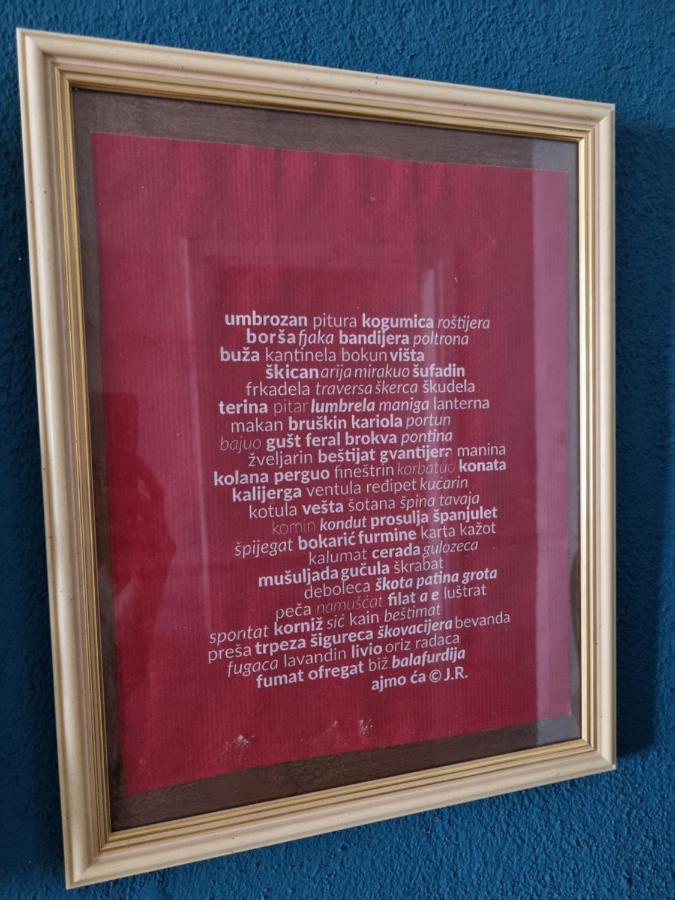 umbrozan pitura kogumica roštijera
borša fjaka bandijera poltrona
buža kantinela bokun višta
škican arija mirakuo šufadin
frkadela traversa škerca škudela
terina pitar lumbrela maniga lanterna
makan bruškin kariola portun
bajuo gušt feral brokva pontina
žveljarin beštijat gvantijera manina
kolana perguo fineštrin korbatuo konata
kalijerga ventula redipet kućarin
kotula vešta šotana špina tavaja
komin kondut prosulja španjulet
špijegat bokarić furmine karta kažot
kalumat cerada gulozeca
mušuljada gučula škrabat
deboleca škota patina grota
peča namušćat filat a e luštrat
spontat korniž sić kain beštimat
preša trpeza šigureca škovacijera bevanda
fugaca lavandin livio oriz radaca
fumat ofregat biž balafurdija
ajmo ća © J.R.